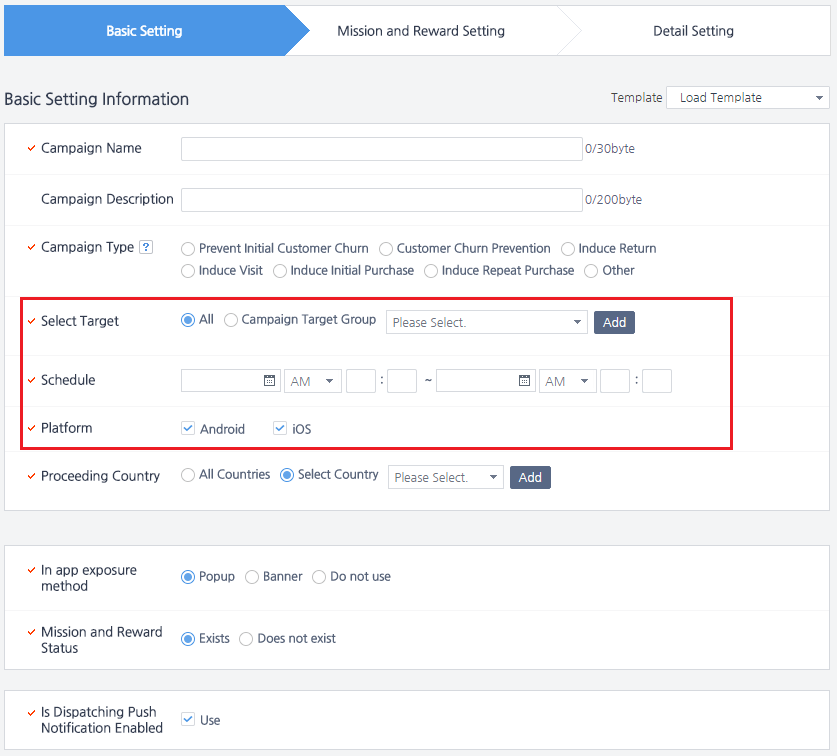 Basic Setting Mission and Reward Setting Detail Setting
Basic Setting Information Template Load Template
Campaign Name 0/30byte
Campaign Description 0/200byte
Campaign Type ? Prevent Initial Customer Churn Customer Churn Prevention Induce Return
Induce Visit Induce Initial Purchase Induce Repeat Purchase Other
Select Target All Campaign Target Group Please Select. Add
Schedule AM : ~ AM :
Platform Android iOS
Proceeding Country All Countries Select Country Please Select. Add
In app exposure
method Popup Banner Do not use
Mission and Reward
Status Exists Does not exist
Is Dispatching Push
Notification Enabled Use